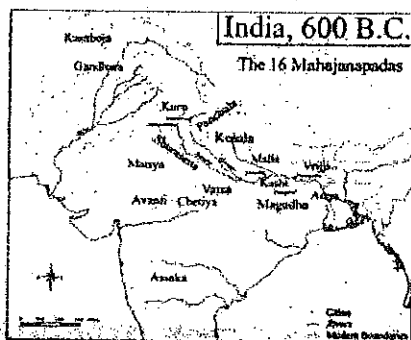 India, 600 B.C.
The 16 Mahajanapadas
Kamboja
Gandhara
Kuru
Panchala
Kosala
Malla
Vrijji
Matsya
Vatsa
Kashi
Anga
Avanti Chetiya
Magadha
Assaka
Cities
Rivers
Modern Boundaries